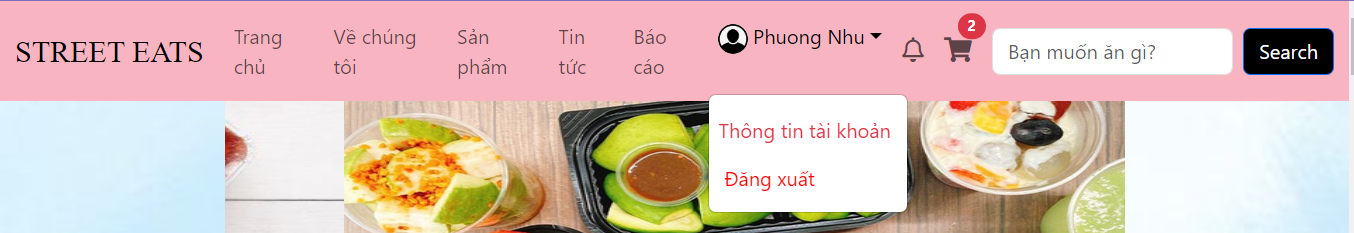 STREET EATS
Trang
chủ
Về chúng
tôi
Sản
phẩm
Tin
tức
Báo
cáo
Phuong Nhu
2
Bạn muốn ăn gì?
Search
Thông tin tài khoản
Đăng xuất